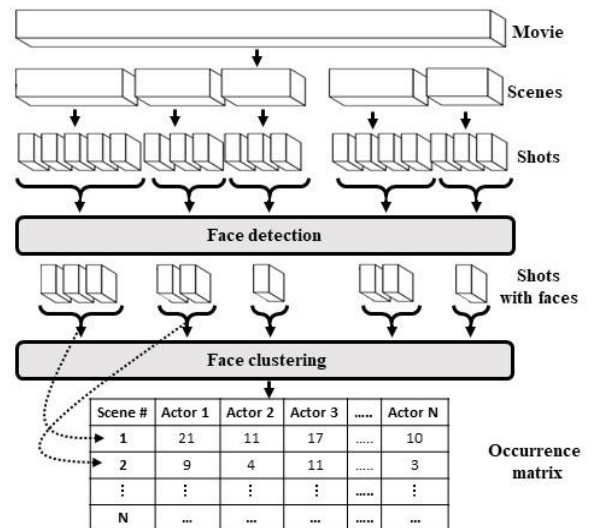 Movie
Scenes
Shots
Face detection
Shots
with faces
Face clustering
Scene # Actor 1 Actor 2 Actor 3 ..... Actor N
1 21 11 17 ..... 10
2 9 4 11 ..... 3
⋮ ⋮ ⋮ ⋮ ..... ⋮
N ... ... ... ..... ...
Occurrence
matrix